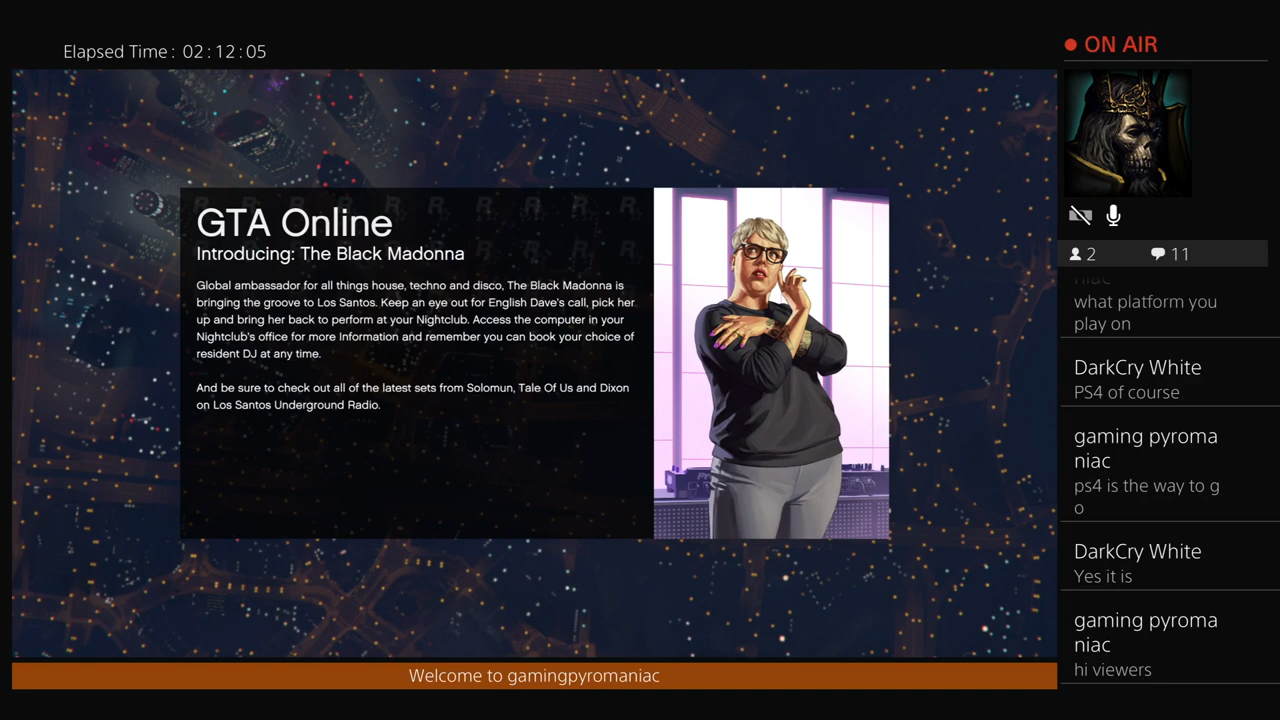 Elapsed Time: 02:12:05
ON AIR
GTA Online
Introducing: The Black Madonna
Global ambassador for all things house, techno and disco, The Black Madonna is
bringing the groove to Los Santos. Keep an eye out for English Dave's call, pick her
up and bring her back to perform at your Nightclub. Access the computer in your
Nightclub's office for more Information and remember you can book your choice of
resident DJ at any time.
And be sure to check out all of the latest sets from Solomun, Tale Of Us and Dixon
on Los Santos Underground Radio.
Welcome to gamingpyromaniac
2
11
niac
what platform you
play on
DarkCry White
PS4 of course
gaming pyroma
niac
ps4 is the way to g
o
DarkCry White
Yes it is
gaming pyroma
niac
hi viewers